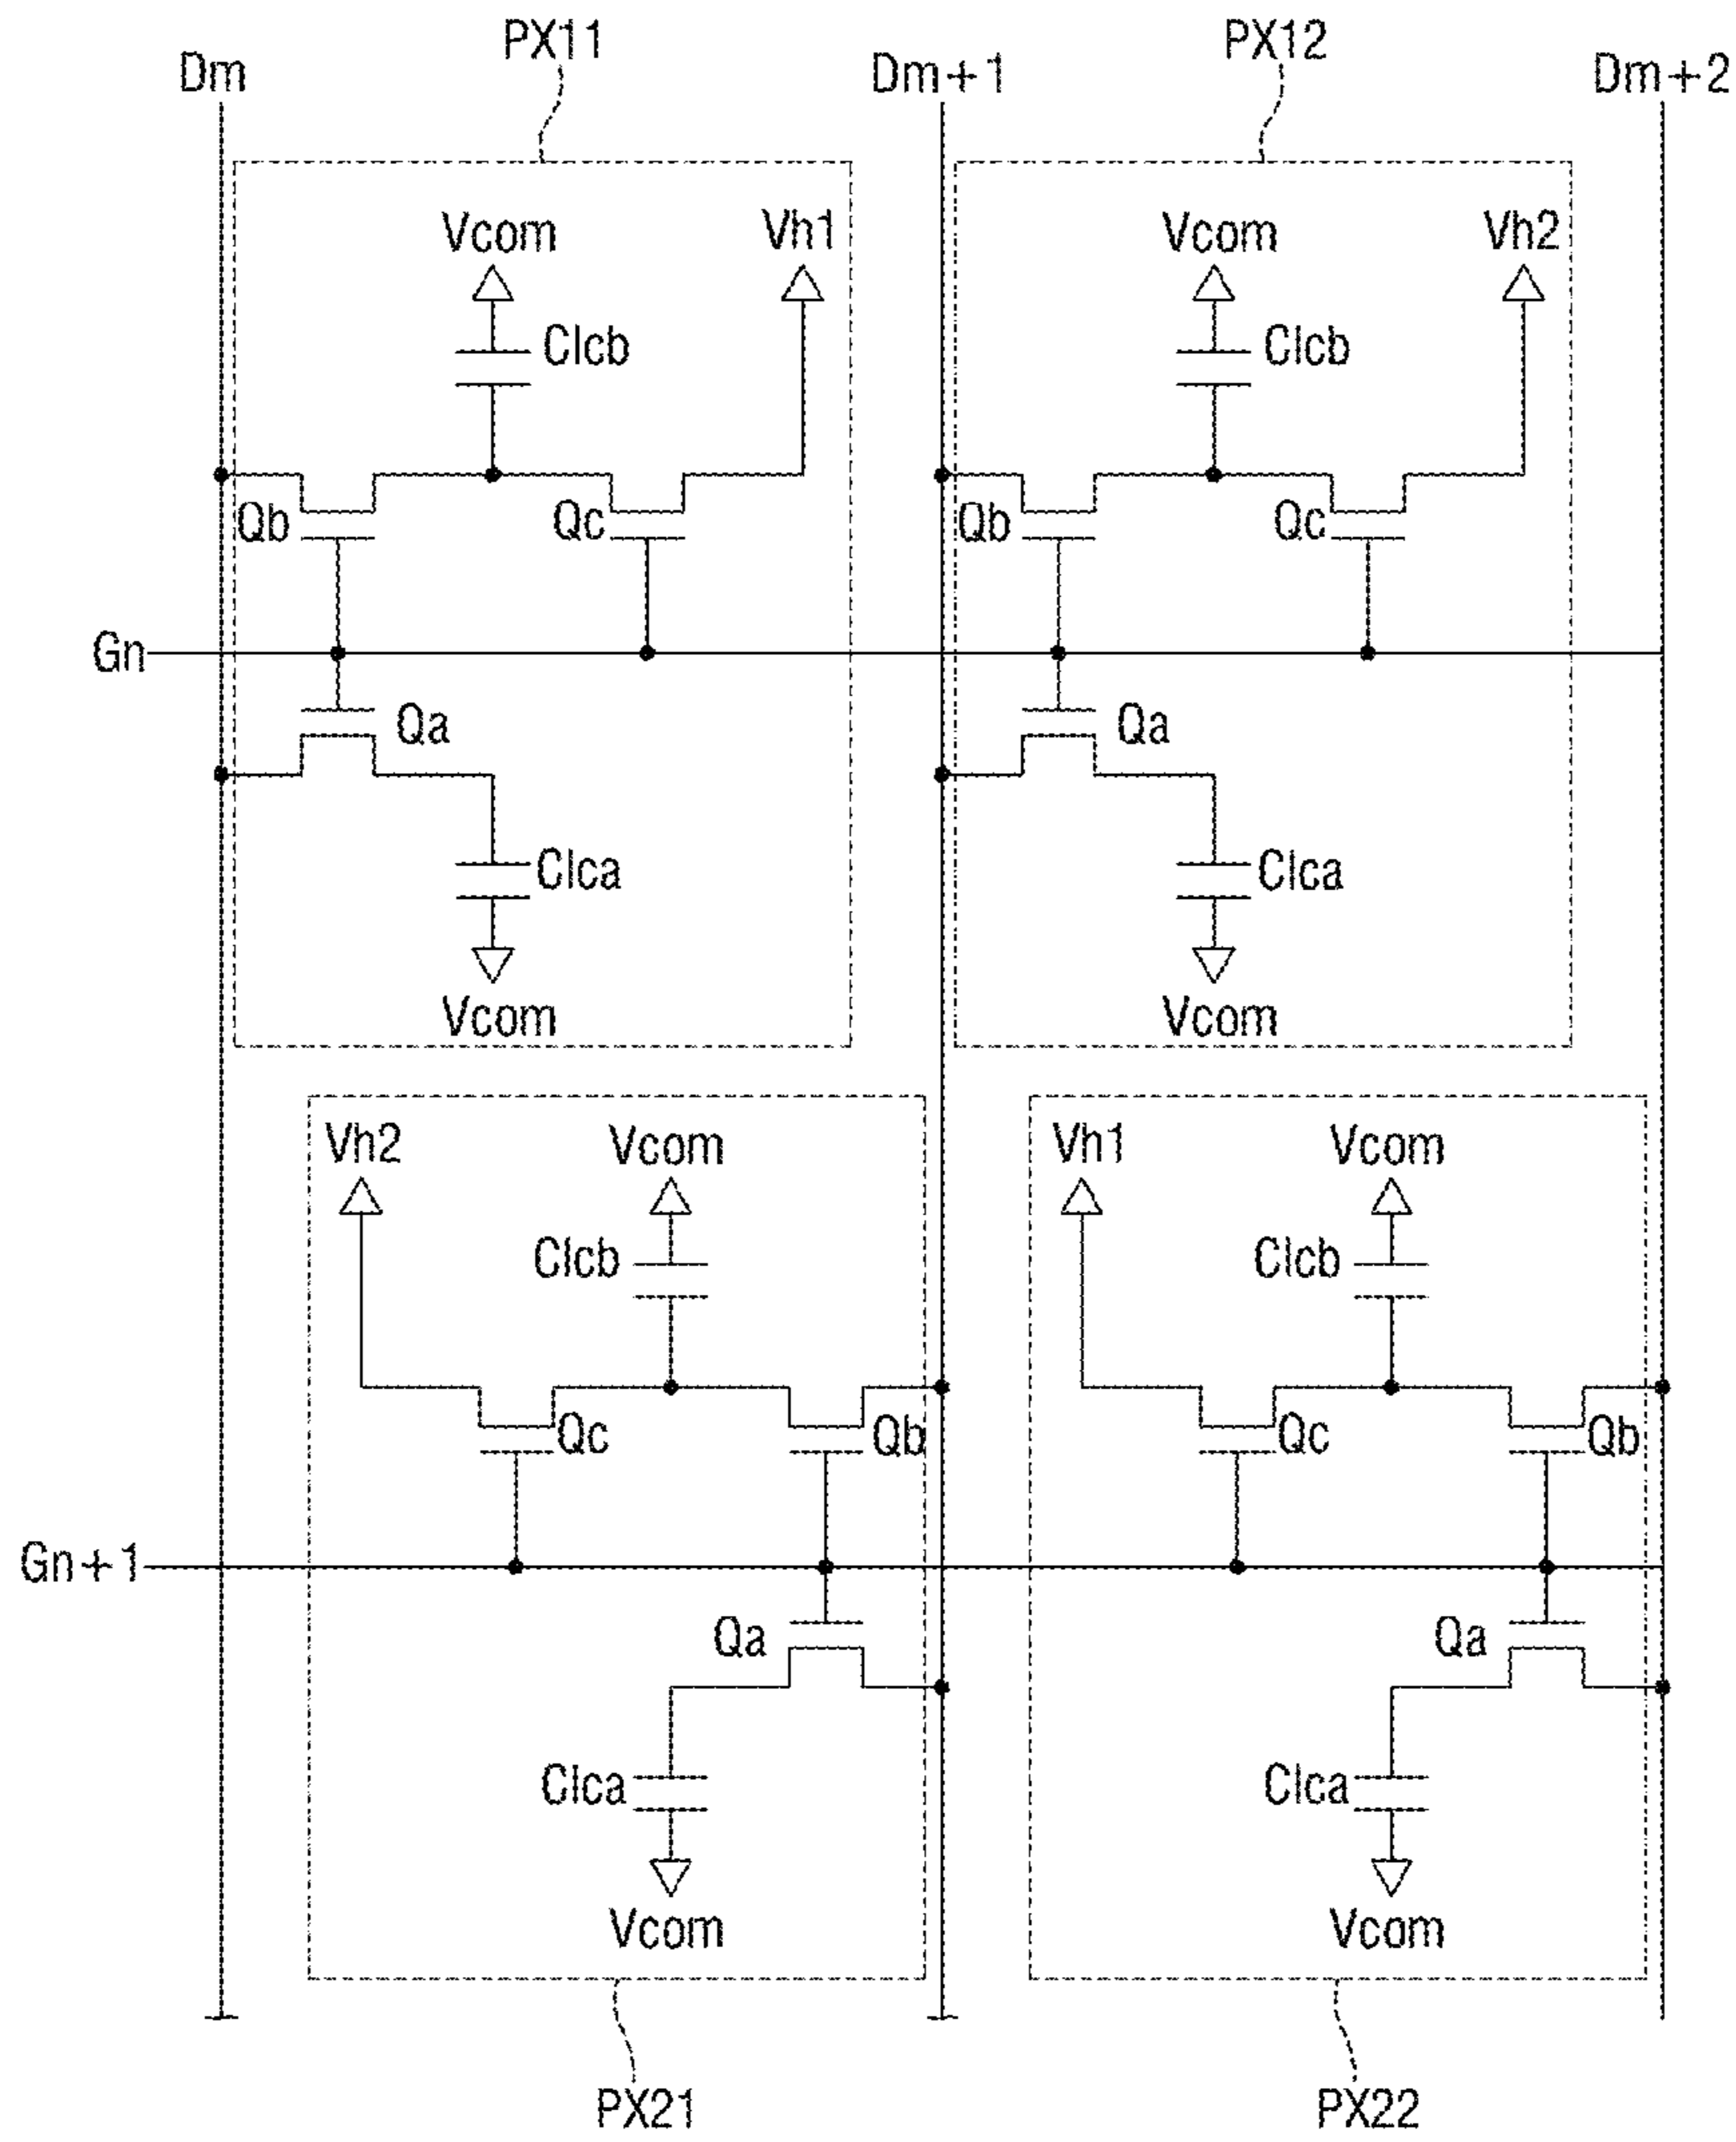 PX11 PX12
Dm Dm+1 Dm+2
Vcom Vh1 Vcom Vh2
Clcb Clcb
Qb Qc Qb Qc
Gn
Qa Qa
Clca Clca
Vcom Vcom
Vh2 Vcom Vh1 Vcom
Clcb Clcb
Qc Qb Qc Qb
Gn+1
Qa Qa
Clca Clca
Vcom Vcom
PX21 PX22